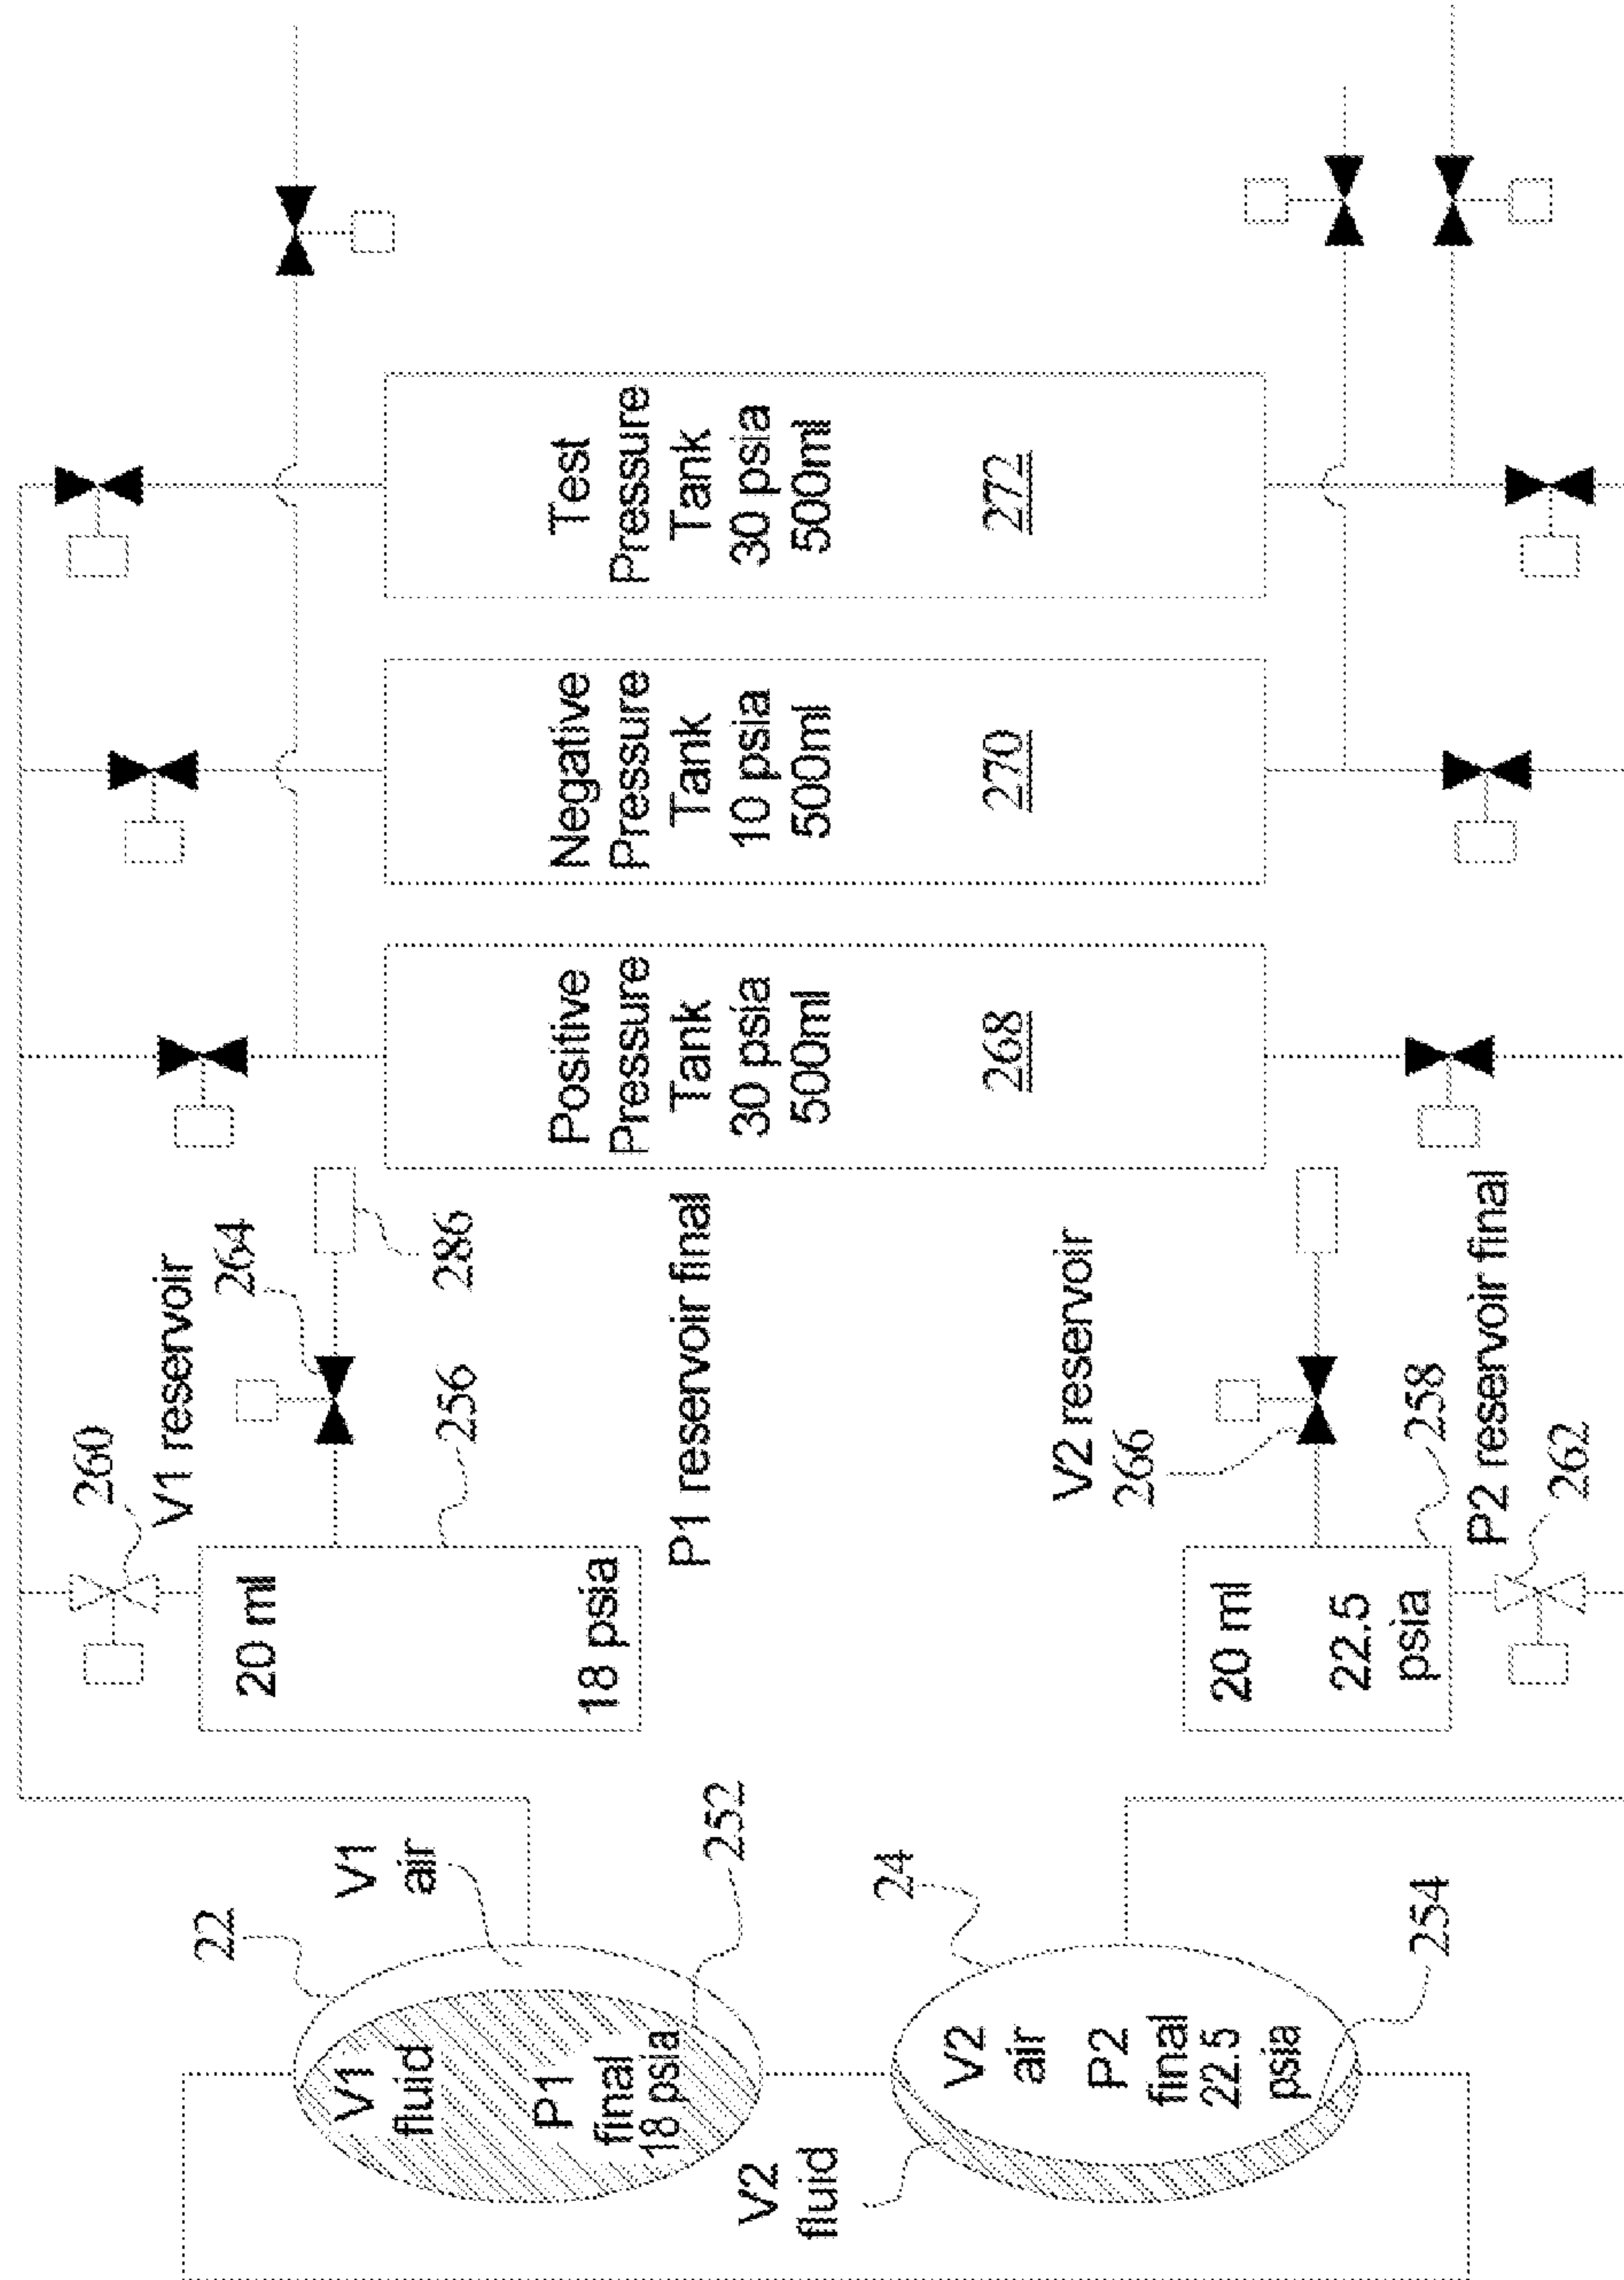 22
V1
air
V1
fluid
P1
final
18 psia
252
V2
fluid
24
V2
air
P2
final
22.5
psia
254
260
V1 reservoir
264
286
20 ml
18 psia
256
P1 reservoir final
V2 reservoir
266
20 ml
22.5
psia
258
P2 reservoir final
262
Positive
Pressure
Tank
30 psia
500ml
268
Negative
Pressure
Tank
10 psia
500ml
270
Test
Pressure
Tank
30 psia
500ml
272